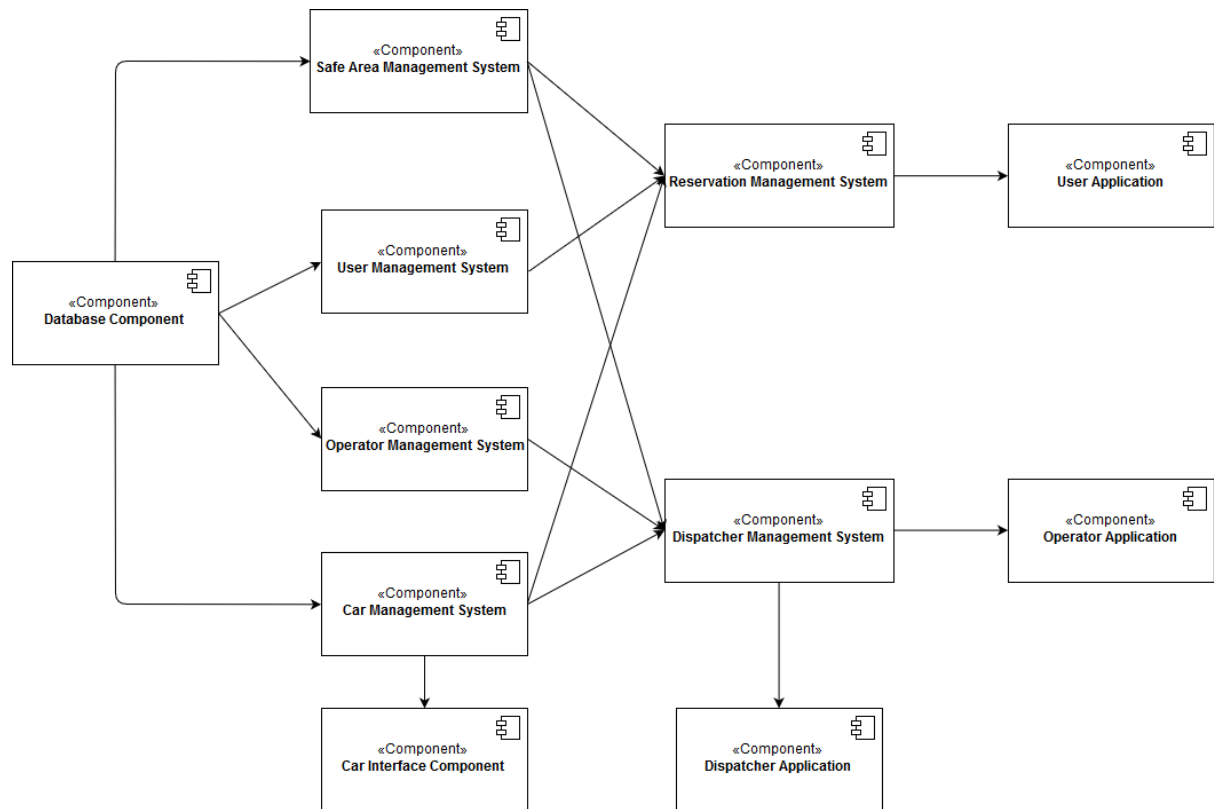 «Component»
Safe Area Management System
«Component»
Reservation Management System
«Component»
User Application
«Component»
User Management System
«Component»
Database Component
«Component»
Operator Management System
«Component»
Dispatcher Management System
«Component»
Operator Application
«Component»
Car Management System
«Component»
Car Interface Component
«Component»
Dispatcher Application